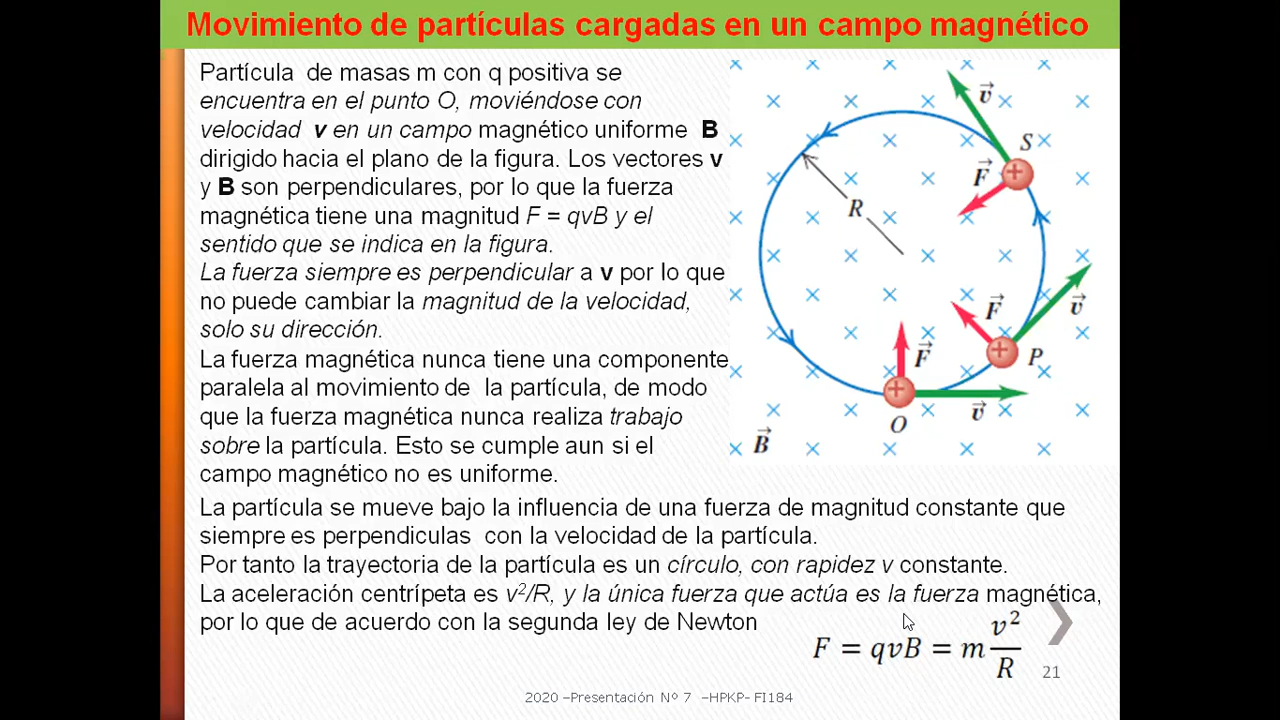 Movimiento de partículas cargadas en un campo magnético
Partícula de masas m con q positiva se
encuentra en el punto O, moviéndose con
velocidad v en un campo magnético uniforme B
dirigido hacia el plano de la figura. Los vectores v
y B son perpendiculares, por lo que la fuerza
magnética tiene una magnitud F = qvB y el
sentido que se indica en la figura.
La fuerza siempre es perpendicular a v por lo que
no puede cambiar la magnitud de la velocidad,
solo su dirección.
La fuerza magnética nunca tiene una componente
paralela al movimiento de la partícula, de modo
que la fuerza magnética nunca realiza trabajo
sobre la partícula. Esto se cumple aun si el
campo magnético no es uniforme.
v⃗
S
F⃗
R
F⃗
v⃗
P
F⃗
v⃗
O
B⃗
La partícula se mueve bajo la influencia de una fuerza de magnitud constante que
siempre es perpendiculas con la velocidad de la partícula.
Por tanto la trayectoria de la partícula es un círculo, con rapidez v constante.
La aceleración centrípeta es v²/R, y la única fuerza que actúa es la fuerza magnética,
por lo que de acuerdo con la segunda ley de Newton
F = qvB = m v²/R
21
2020 –Presentación Nº 7 –HPKP- FI184